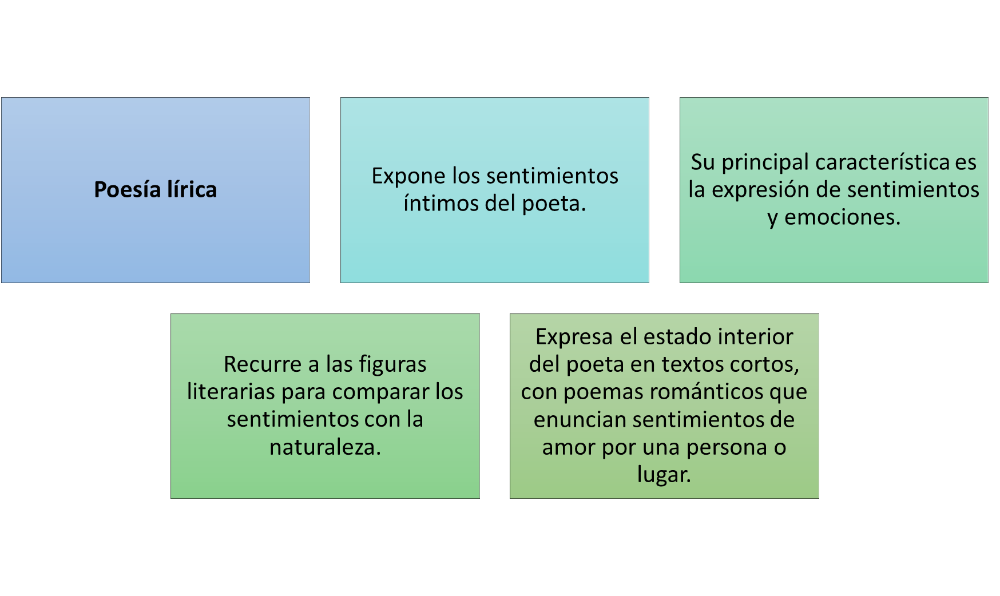 Poesía lírica
Expone los sentimientos
íntimos del poeta.
Su principal característica es
la expresión de sentimientos
y emociones.
Recurre a las figuras
literarias para comparar los
sentimientos con la
naturaleza.
Expresa el estado interior
del poeta en textos cortos,
con poemas románticos que
enuncian sentimientos de
amor por una persona o
lugar.